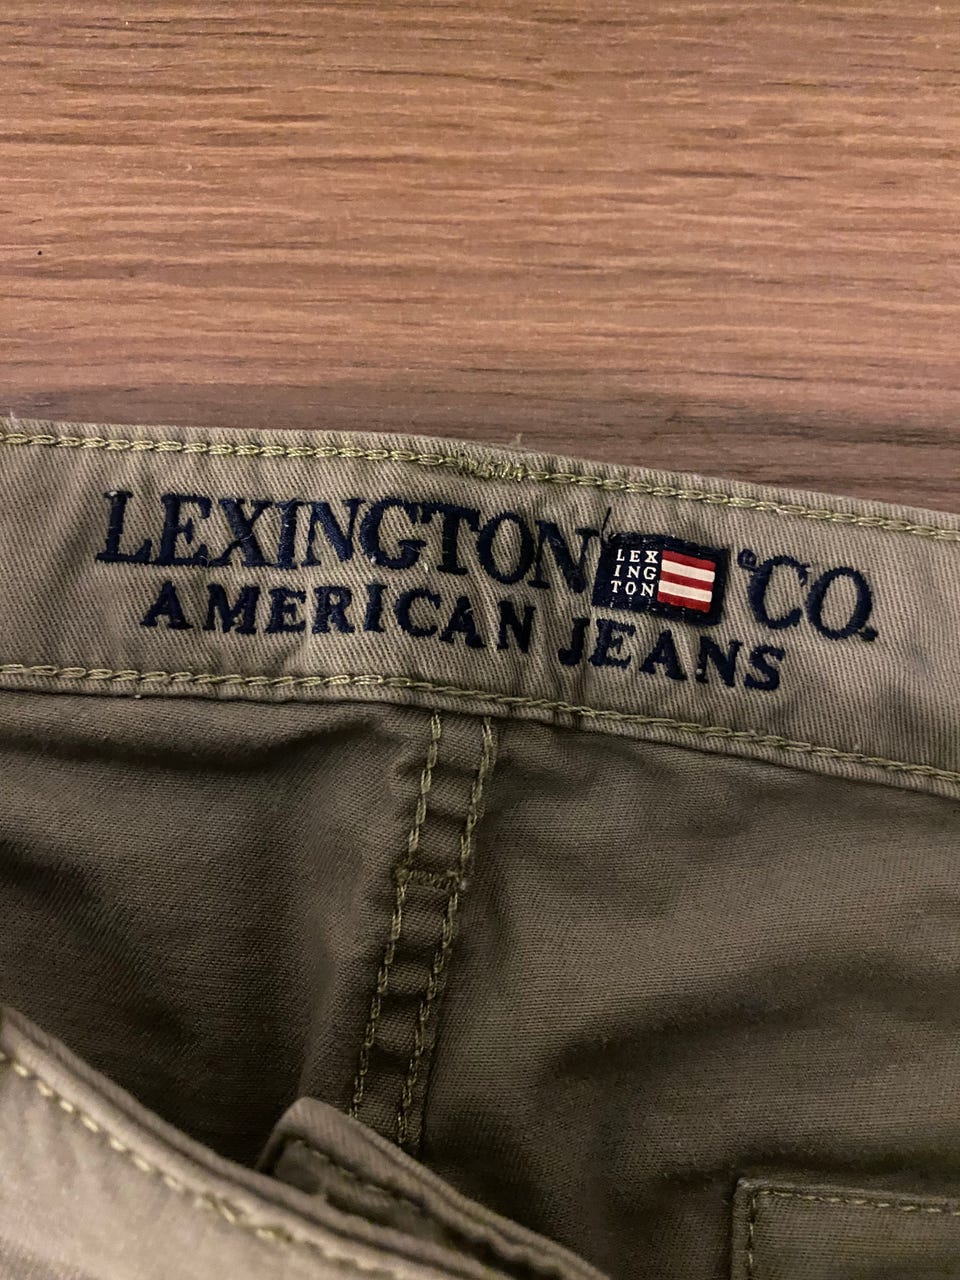 LEXINGTON LEX ING TON ® CO.
AMERICAN JEANS